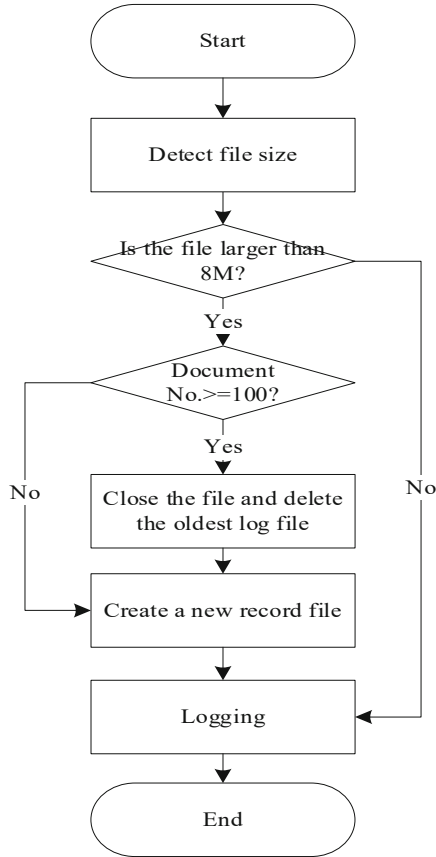 Start
Detect file size
Is the file larger than
8M?
Yes
Document
No.>=100?
Yes
No
No
Close the file and delete
the oldest log file
Create a new record file
Logging
End